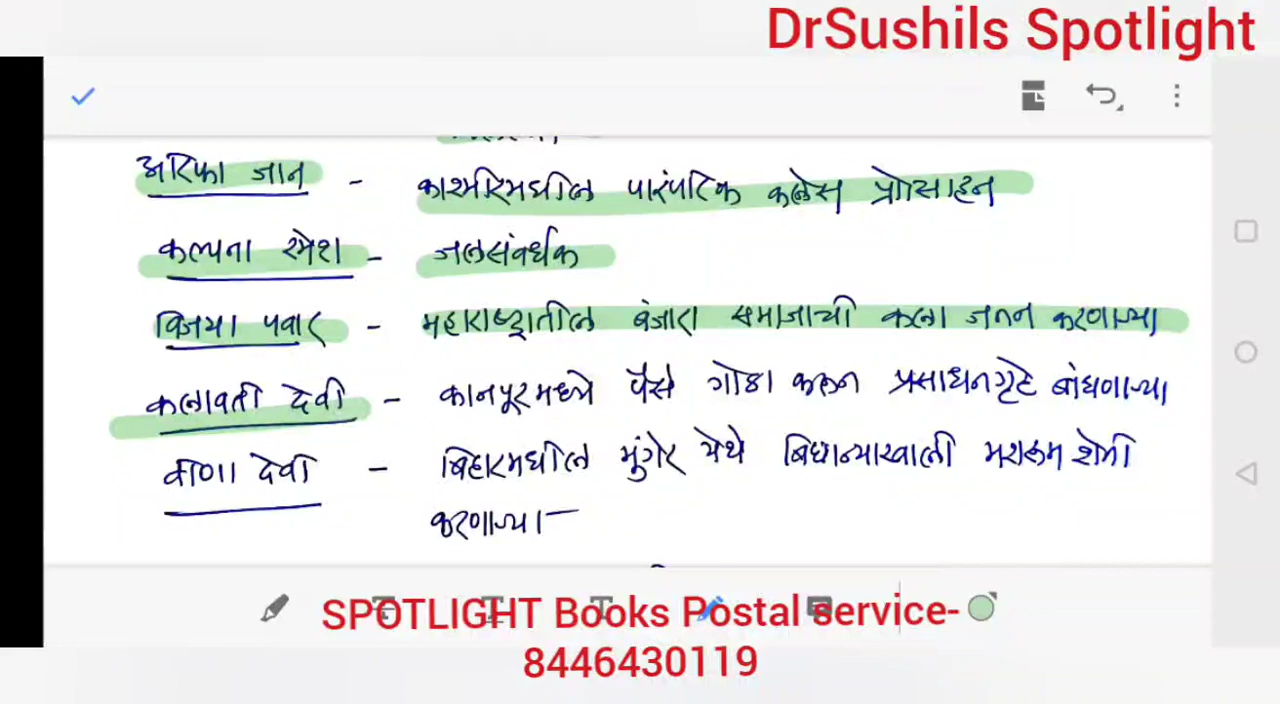 DrSushils Spotlight
अरिफा जान - काश्मिरमधील पारंपारिक कलेस प्रोत्साहन
कल्पना रमेश - जलसंवर्धक
विजया पवार - महाराष्ट्रातील बंजारा समाजाची कला जतन करणाऱ्या
कलावती देवी - कानपूरमध्ये पैसे गोळा करून प्रसाधनगृहे बांधणाऱ्या
वीणा देवी - बिहारमधील मुंगेर येथे बिछान्याखाली मशरूम शेती
करणाऱ्या
SPOTLIGHT Books Postal service-
8446430119